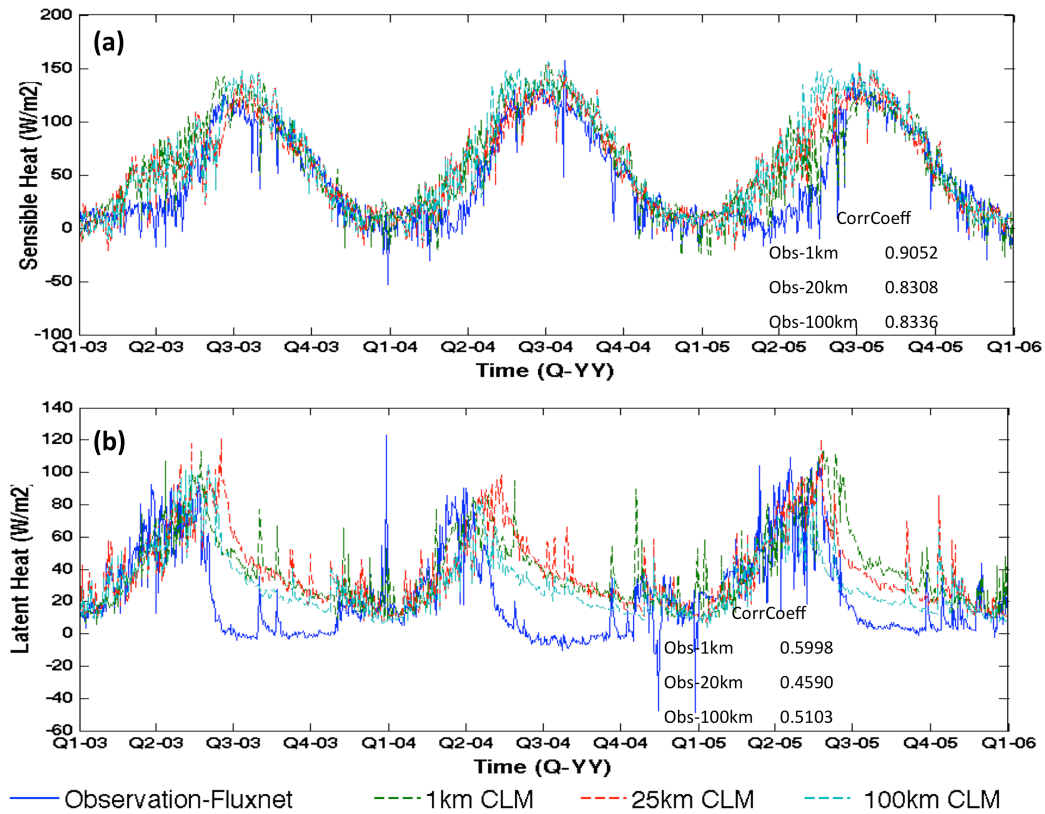 200
(a)
150
100
50
0
-50
-100
Sensible Heat (W/m2)
CorrCoeff
Obs-1km 0.9052
Obs-20km 0.8308
Obs-100km 0.8336
Q1-03 Q2-03 Q3-03 Q4-03 Q1-04 Q2-04 Q3-04 Q4-04 Q1-05 Q2-05 Q3-05 Q4-05 Q1-06
Time (Q-YY)
140
(b)
120
100
80
60
40
20
0
-20
-40
-60
Latent Heat (W/m2)
CorrCoeff
Obs-1km 0.5998
Obs-20km 0.4590
Obs-100km 0.5103
Q1-03 Q2-03 Q3-03 Q4-03 Q1-04 Q2-04 Q3-04 Q4-04 Q1-05 Q2-05 Q3-05 Q4-05 Q1-06
Time (Q-YY)
Observation-Fluxnet 1km CLM 25km CLM 100km CLM